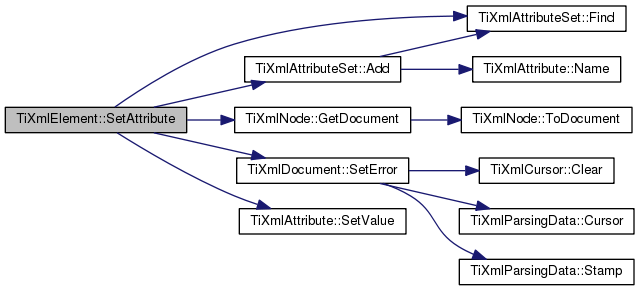 TiXmlElement::SetAttribute
TiXmlAttributeSet::Find
TiXmlAttributeSet::Add
TiXmlAttribute::Name
TiXmlNode::GetDocument
TiXmlNode::ToDocument
TiXmlDocument::SetError
TiXmlCursor::Clear
TiXmlParsingData::Cursor
TiXmlParsingData::Stamp
TiXmlAttribute::SetValue